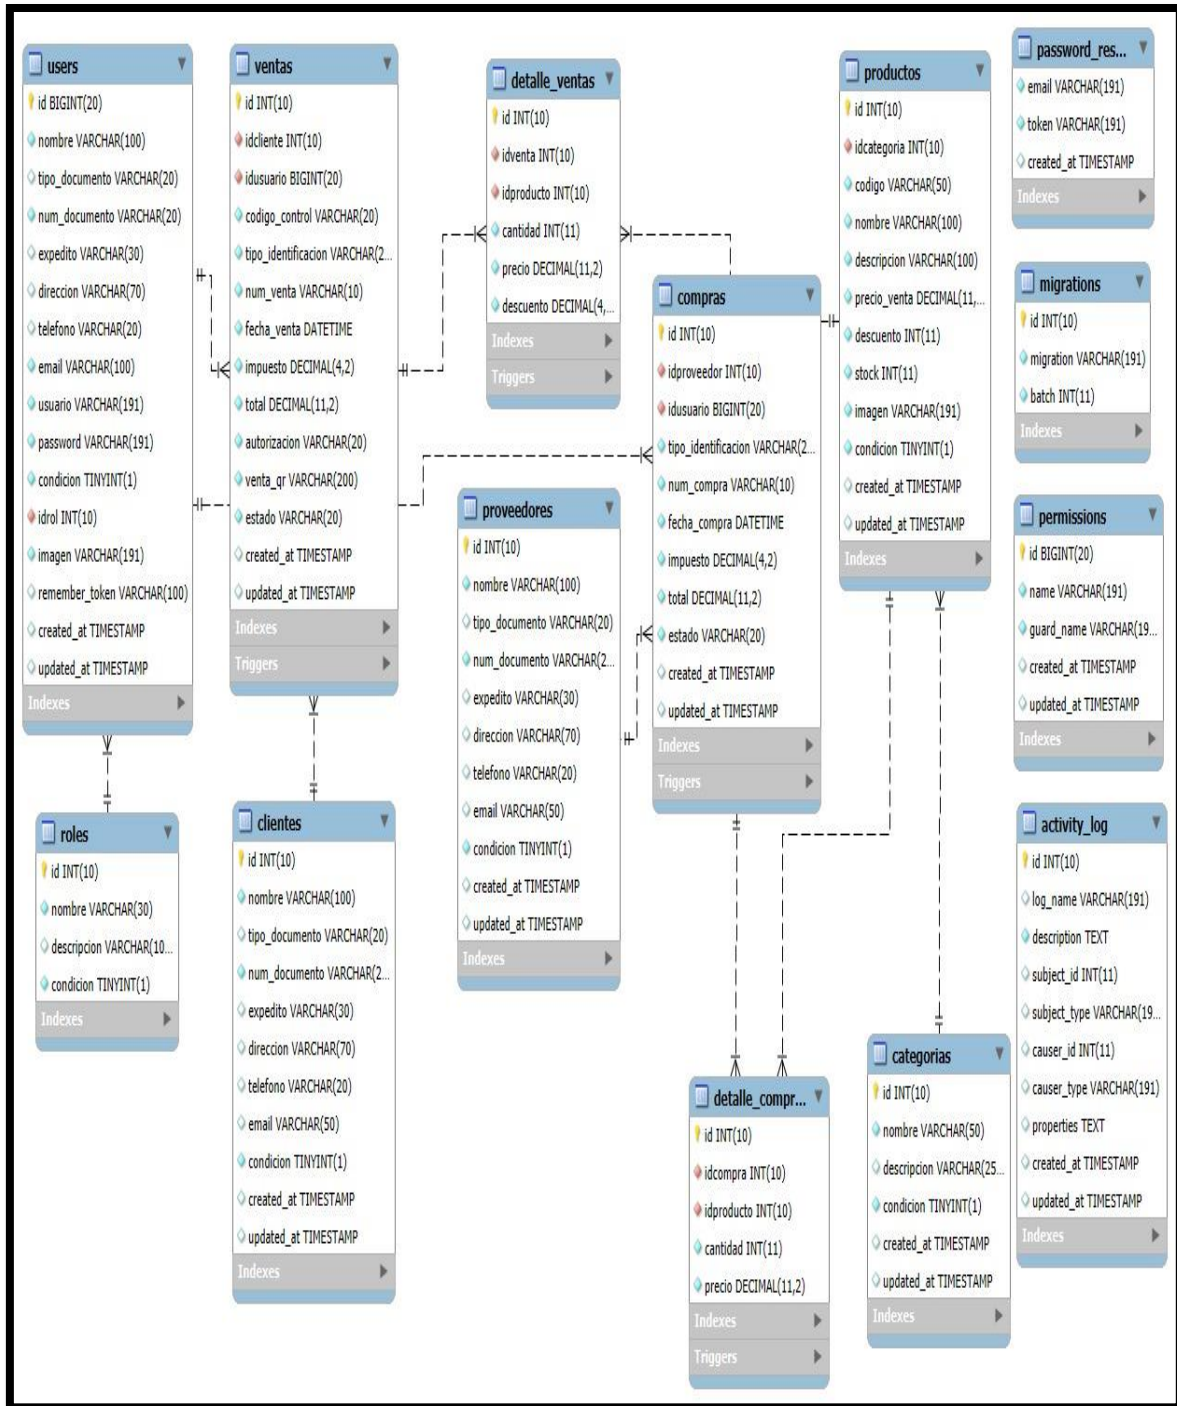 users
id BIGINT(20)
nombre VARCHAR(100)
tipo_documento VARCHAR(20)
num_documento VARCHAR(20)
expedito VARCHAR(30)
direccion VARCHAR(70)
telefono VARCHAR(20)
email VARCHAR(100)
usuario VARCHAR(191)
password VARCHAR(191)
condicion TINYINT(1)
idrol INT(10)
imagen VARCHAR(191)
remember_token VARCHAR(100)
created_at TIMESTAMP
updated_at TIMESTAMP
Indexes
ventas
id INT(10)
idcliente INT(10)
idusuario BIGINT(20)
codigo_control VARCHAR(20)
tipo_identificacion VARCHAR(2...
num_venta VARCHAR(10)
fecha_venta DATETIME
impuesto DECIMAL(4,2)
total DECIMAL(11,2)
autorizacion VARCHAR(20)
venta_qr VARCHAR(200)
estado VARCHAR(20)
created_at TIMESTAMP
updated_at TIMESTAMP
Indexes
Triggers
detalle_ventas
id INT(10)
idventa INT(10)
idproducto INT(10)
cantidad INT(11)
precio DECIMAL(11,2)
descuento DECIMAL(4,...
Indexes
Triggers
compras
id INT(10)
idproveedor INT(10)
idusuario BIGINT(20)
tipo_identificacion VARCHAR(2...
num_compra VARCHAR(10)
fecha_compra DATETIME
impuesto DECIMAL(4,2)
total DECIMAL(11,2)
estado VARCHAR(20)
created_at TIMESTAMP
updated_at TIMESTAMP
Indexes
Triggers
productos
id INT(10)
idcategoria INT(10)
codigo VARCHAR(50)
nombre VARCHAR(100)
descripcion VARCHAR(100)
precio_venta DECIMAL(11,...
descuento INT(11)
stock INT(11)
imagen VARCHAR(191)
condicion TINYINT(1)
created_at TIMESTAMP
updated_at TIMESTAMP
Indexes
password_res...
email VARCHAR(191)
token VARCHAR(191)
created_at TIMESTAMP
Indexes
migrations
id INT(10)
migration VARCHAR(191)
batch INT(11)
Indexes
permissions
id BIGINT(20)
name VARCHAR(191)
guard_name VARCHAR(19...
created_at TIMESTAMP
updated_at TIMESTAMP
Indexes
proveedores
id INT(10)
nombre VARCHAR(100)
tipo_documento VARCHAR(20)
num_documento VARCHAR(2...
expedito VARCHAR(30)
direccion VARCHAR(70)
telefono VARCHAR(20)
email VARCHAR(50)
condicion TINYINT(1)
created_at TIMESTAMP
updated_at TIMESTAMP
Indexes
roles
id INT(10)
nombre VARCHAR(30)
descripcion VARCHAR(10...
condicion TINYINT(1)
Indexes
clientes
id INT(10)
nombre VARCHAR(100)
tipo_documento VARCHAR(20)
num_documento VARCHAR(2...
expedito VARCHAR(30)
direccion VARCHAR(70)
telefono VARCHAR(20)
email VARCHAR(50)
condicion TINYINT(1)
created_at TIMESTAMP
updated_at TIMESTAMP
Indexes
detalle_compr...
id INT(10)
idcompra INT(10)
idproducto INT(10)
cantidad INT(11)
precio DECIMAL(11,2)
Indexes
Triggers
categorias
id INT(10)
nombre VARCHAR(50)
descripcion VARCHAR(25...
condicion TINYINT(1)
created_at TIMESTAMP
updated_at TIMESTAMP
Indexes
activity_log
id INT(10)
log_name VARCHAR(191)
description TEXT
subject_id INT(11)
subject_type VARCHAR(19...
causer_id INT(11)
causer_type VARCHAR(191)
properties TEXT
created_at TIMESTAMP
updated_at TIMESTAMP
Indexes